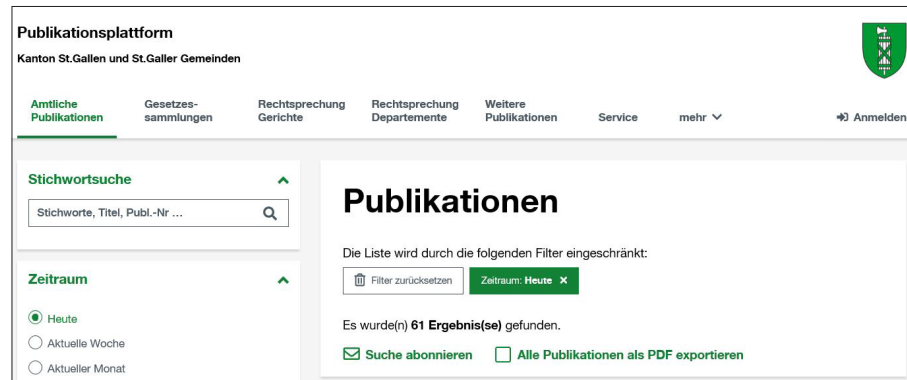 Publikationsplattform
Kanton St.Gallen und St.Galler Gemeinden
Amtliche Publikationen
Gesetzes-sammlungen
Rechtsprechung Gerichte
Rechtsprechung Departemente
Weitere Publikationen
Service
mehr
Anmelden
Stichwortsuche
Stichworte, Titel, Publ.-Nr ...
Zeitraum
Heute
Aktuelle Woche
Aktueller Monat
Publikationen
Die Liste wird durch die folgenden Filter eingeschränkt:
Filter zurücksetzen
Zeitraum: Heute ×
Es wurde(n) 61 Ergebnis(se) gefunden.
Suche abonnieren
Alle Publikationen als PDF exportieren